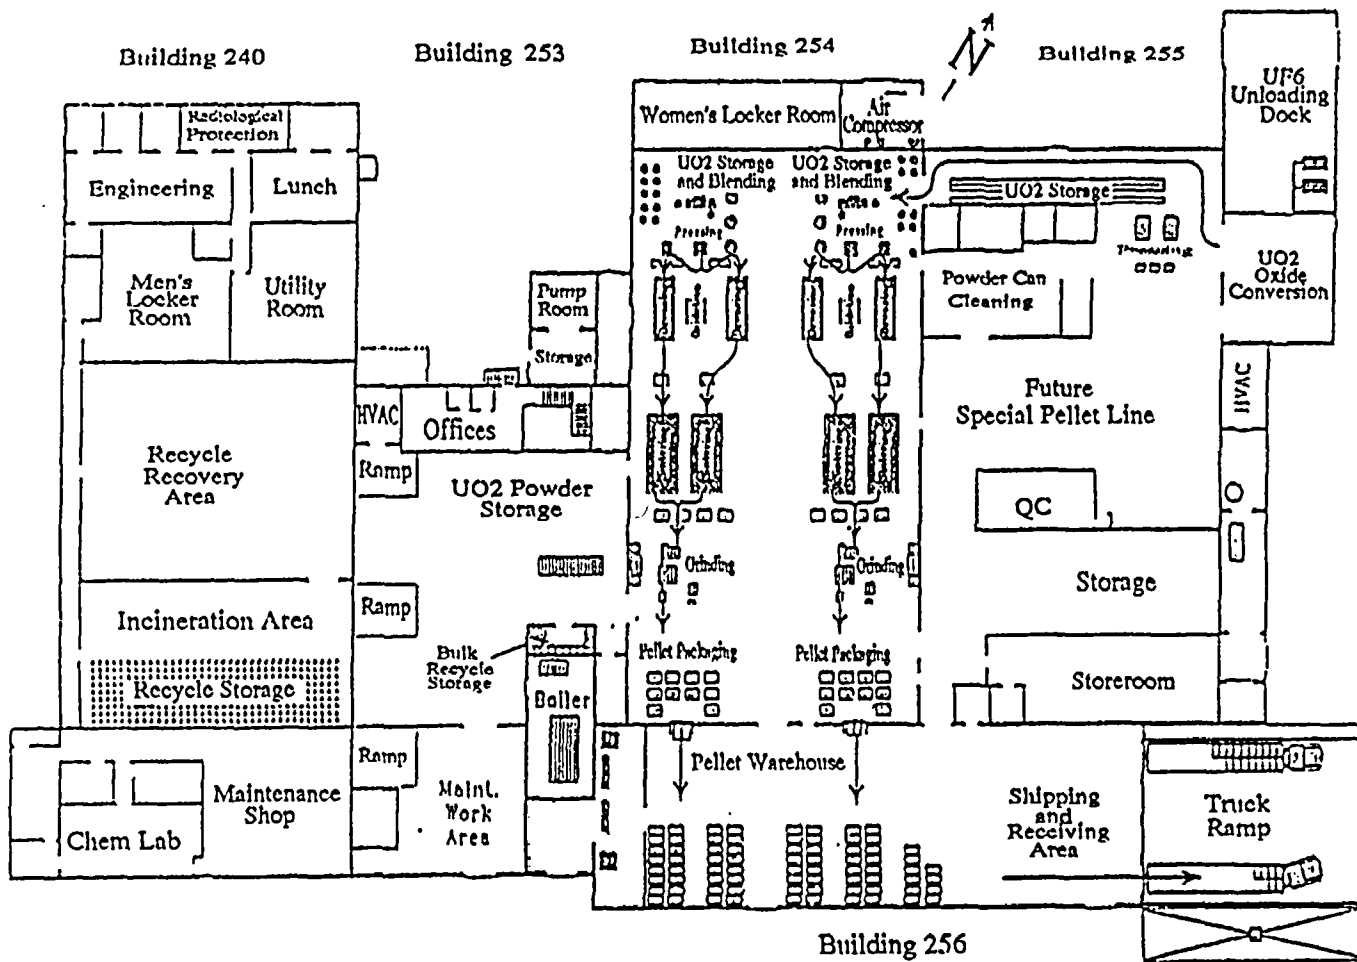 Building 240
Building 253
Building 254
N
Building 255
UF6
Unloading
Dock
Women's Locker Room
Air
Compressor
Radiological
Protection
Engineering
Lunch
UO2 Storage
and Blending
UO2 Storage
and Blending
UO2 Storage
Pressing
Pressing
Men's
Locker
Room
Utility
Room
Pump
Room
Storage
Powder Can
Cleaning
UO2
Oxide
Conversion
HVAC
Offices
Future
Special Pellet Line
HVAC
Recycle
Recovery
Area
Ramp
UO2 Powder
Storage
Sintering
Sintering
Sintering
Sintering
QC
Grinding
Grinding
Storage
Incineration Area
Ramp
Bulk
Recycle
Storage
Pellet Packaging
Pellet Packaging
Recycle Storage
Boiler
Storeroom
Ramp
Pellet Warehouse
Maintenance
Shop
Maint.
Work
Area
Chem Lab
Shipping
and
Receiving
Area
Truck
Ramp
Building 256